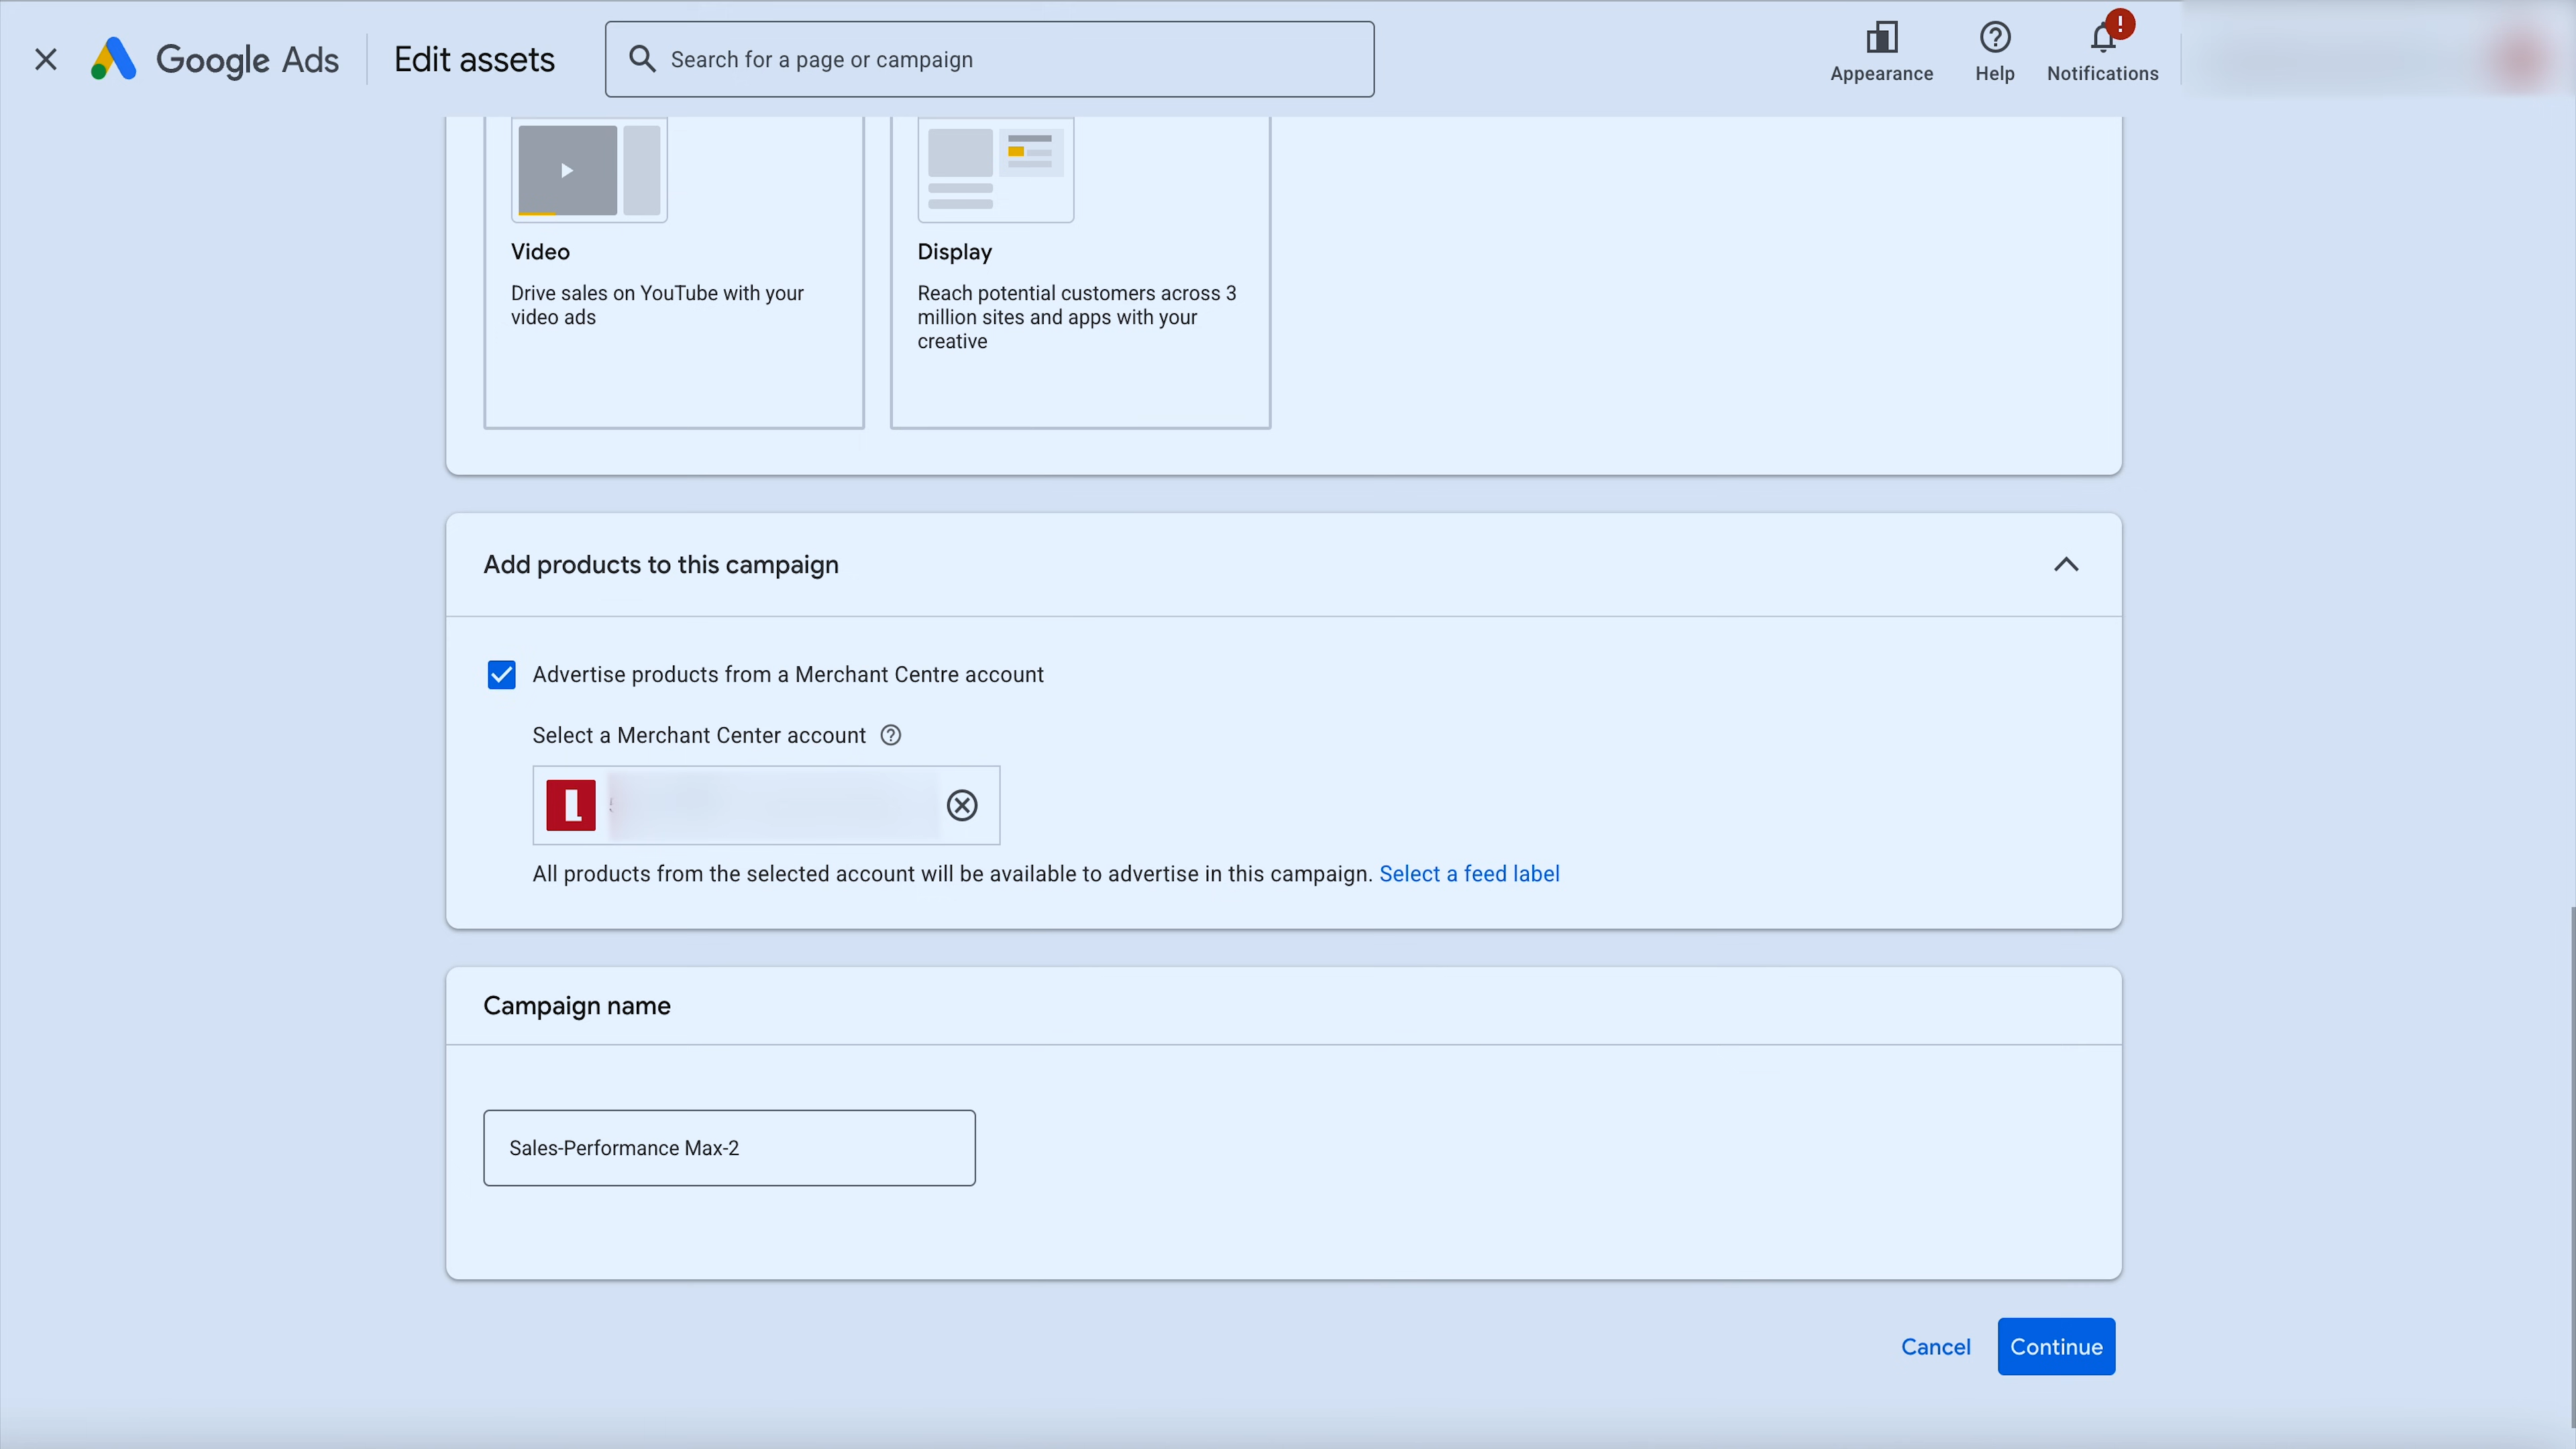 Google Ads
Edit assets
Search for a page or campaign
Appearance
Help
Notifications
Video
Drive sales on YouTube with your
video ads
Display
Reach potential customers across 3
million sites and apps with your
creative
Add products to this campaign
Advertise products from a Merchant Centre account
Select a Merchant Center account
All products from the selected account will be available to advertise in this campaign. Select a feed label
Campaign name
Sales-Performance Max-2
Cancel
Continue